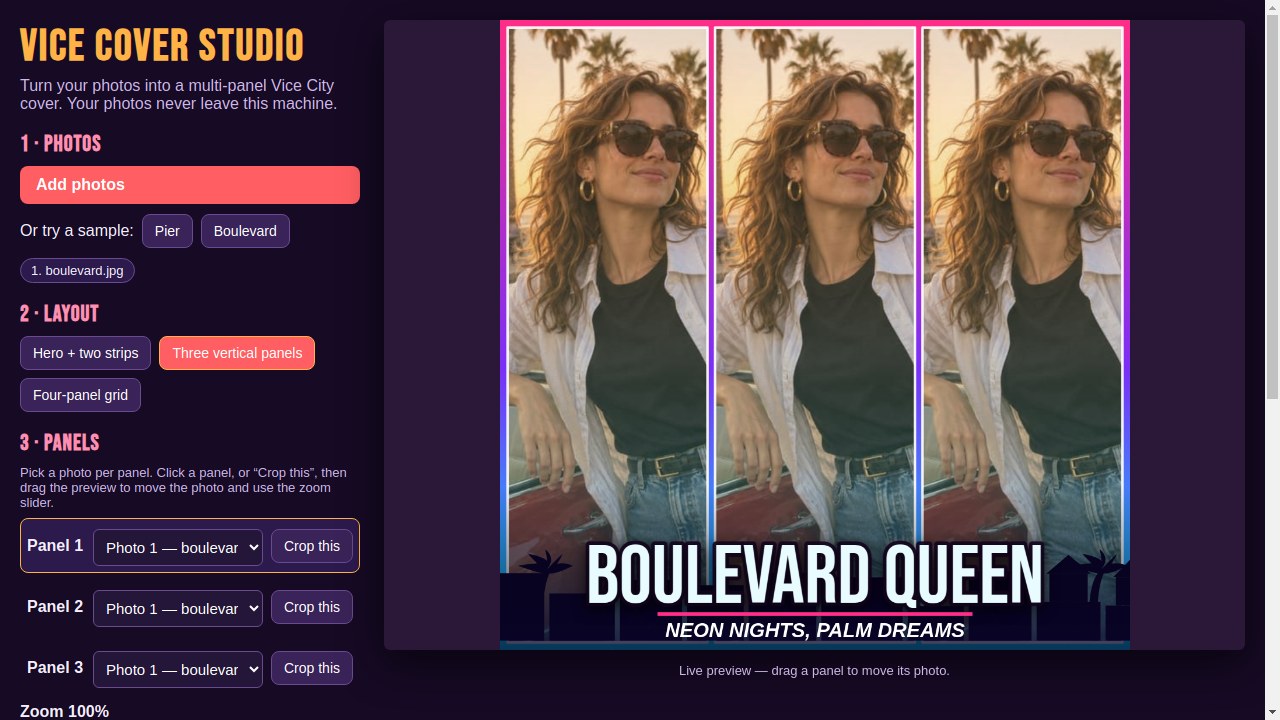 VICE COVER STUDIO
Turn your photos into a multi-panel Vice City
cover. Your photos never leave this machine.
1 · PHOTOS
Add photos
Or try a sample: Pier Boulevard
1. boulevard.jpg
2 · LAYOUT
Hero + two strips Three vertical panels
Four-panel grid
3 · PANELS
Pick a photo per panel. Click a panel, or “Crop this”, then
drag the preview to move the photo and use the zoom
slider.
Panel 1 Photo 1 — boulevar Crop this
Panel 2 Photo 1 — boulevar Crop this
Panel 3 Photo 1 — boulevar Crop this
Zoom 100%
BOULEVARD QUEEN
NEON NIGHTS, PALM DREAMS
Live preview — drag a panel to move its photo.